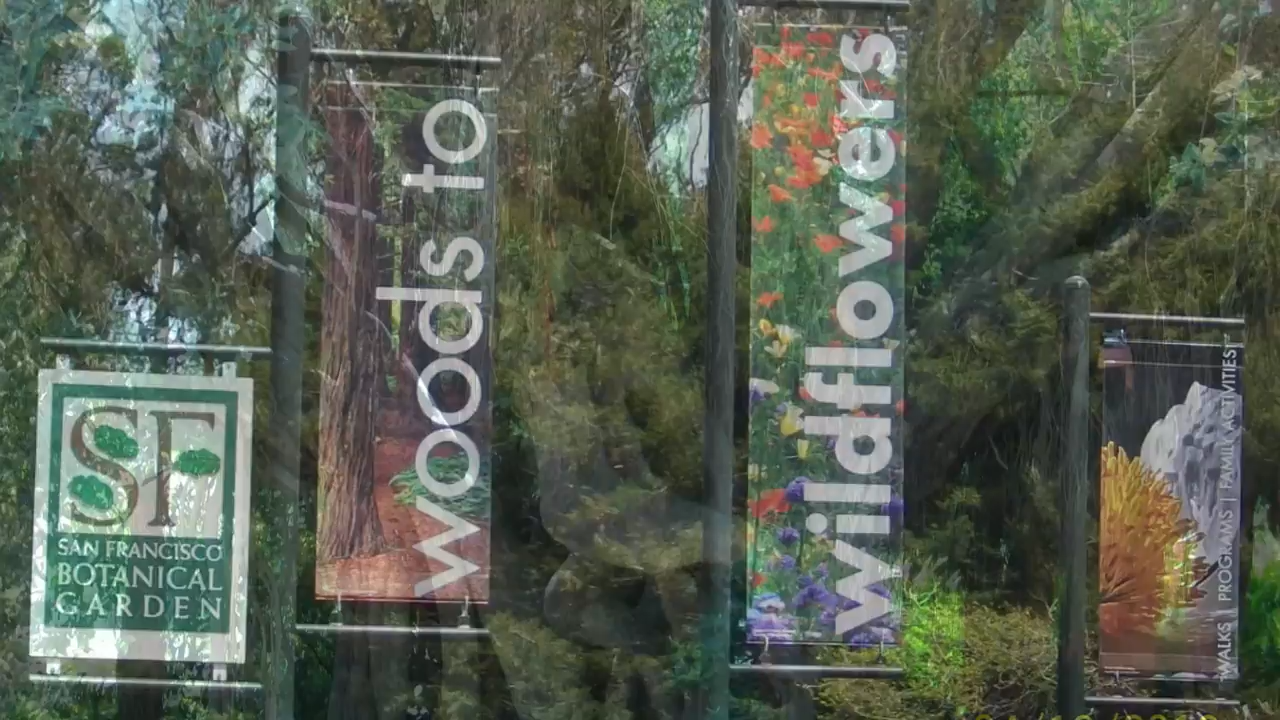 SF
SAN FRANCISCO
BOTANICAL
GARDEN
woods to
wildflowers
WALKS | PROGRAMS | FAMILY ACTIVITIES